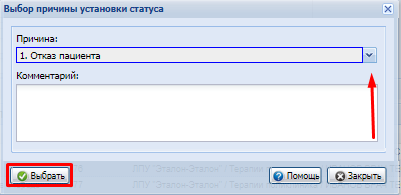 Выбор причины установки статуса
Причина:
1. Отказ пациента
Комментарий:
Выбрать Помощь Закрыть